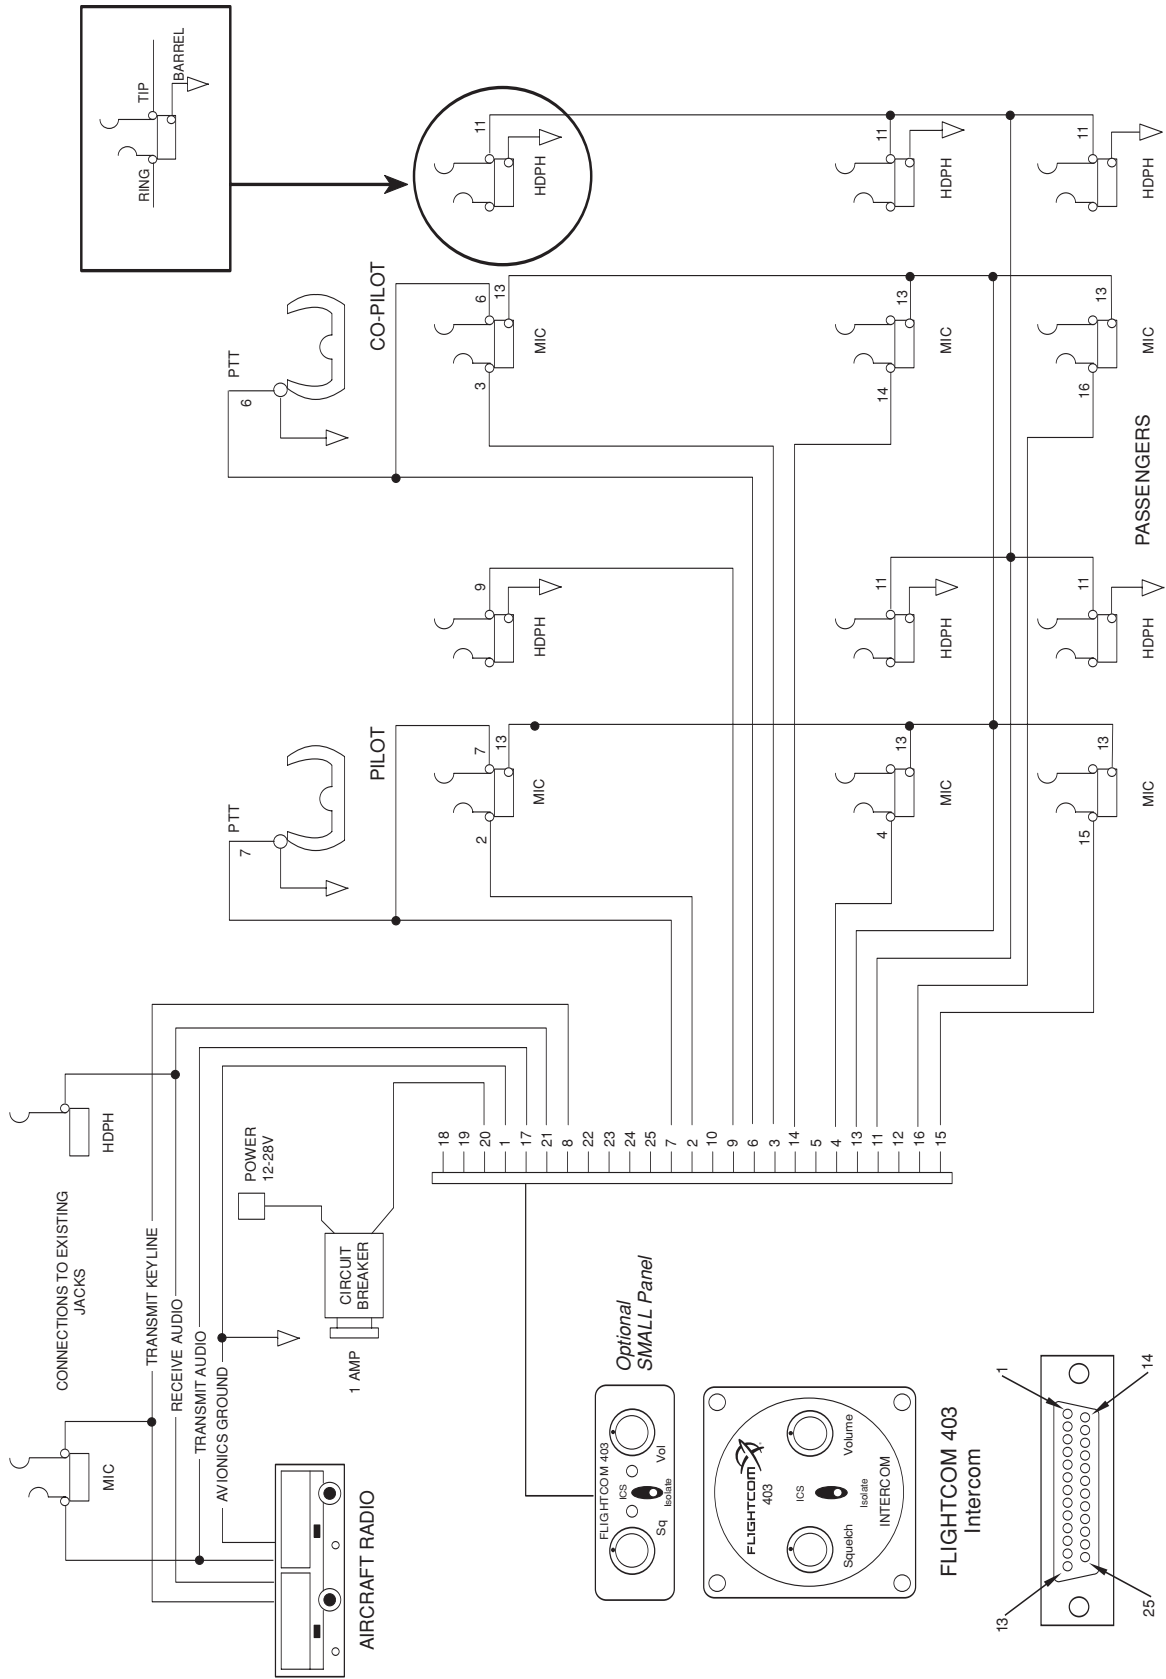 CONNECTIONS TO EXISTING
JACKS
MIC
HDPH
TRANSMIT KEYLINE
RECEIVE AUDIO
TRANSMIT AUDIO
AVIONICS GROUND
AIRCRAFT RADIO
POWER
12-28V
CIRCUIT
BREAKER
1 AMP
PTT
7
PILOT
PTT
6
CO-PILOT
RING
TIP
BARREL
2
7
13
MIC
9
HDPH
3
6
13
MIC
11
HDPH
18
19
20
1
17
21
8
22
23
24
25
7
2
10
9
6
3
14
5
4
13
11
12
16
15
4
13
MIC
11
HDPH
14
13
MIC
11
HDPH
15
13
MIC
11
HDPH
16
13
MIC
11
HDPH
PASSENGERS
Optional
SMALL Panel
FLIGHTCOM 403
ICS
Sq
Isolate
Vol
FLIGHTCOM
403
ICS
Squelch
Isolate
Volume
INTERCOM
FLIGHTCOM 403
Intercom
13
1
25
14